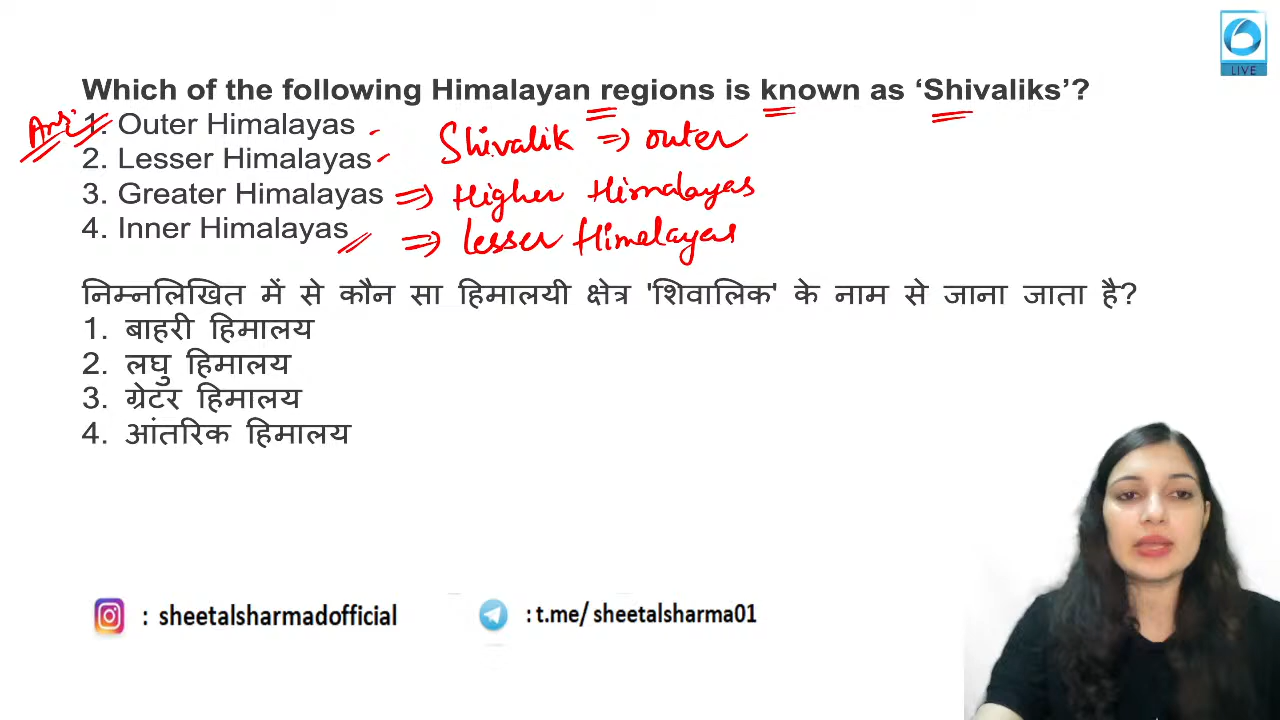 LIVE
Which of the following Himalayan regions is known as ‘Shivaliks’?
Ans: 1. Outer Himalayas
2. Lesser Himalayas
Shivalik ⇒ outer
3. Greater Himalayas ⇒ Higher Himalayas
4. Inner Himalayas ⇒ lesser Himalayas
निम्नलिखित में से कौन सा हिमालयी क्षेत्र 'शिवालिक' के नाम से जाना जाता है?
1. बाहरी हिमालय
2. लघु हिमालय
3. ग्रेटर हिमालय
4. आंतरिक हिमालय
: sheetalsharmadofficial
: t.me/ sheetalsharma01